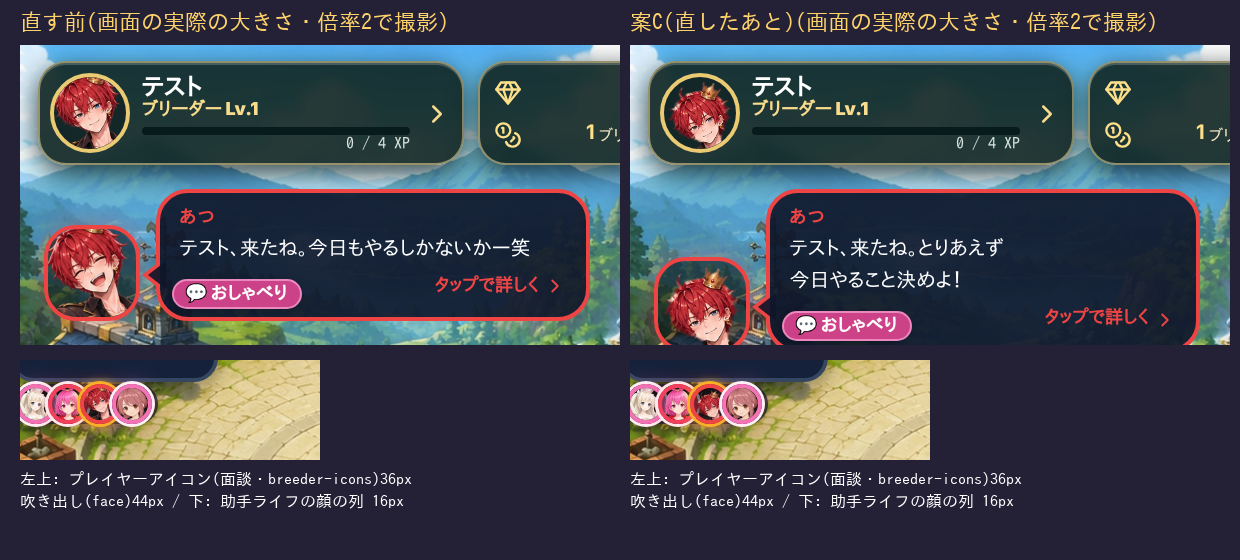 直す前(画面の実際の大きさ・倍率2で撮影)
テスト
ブリーダー Lv.1
0 / 4 XP
1 ブリ
あつ
テスト、来たね。今日もやるしかないかー笑
おしゃべり
タップで詳しく
左上: プレイヤーアイコン(面談・breeder-icons)36px
吹き出し(face)44px / 下: 助手ライフの顔の列 16px
案C(直したあと)(画面の実際の大きさ・倍率2で撮影)
テスト
ブリーダー Lv.1
0 / 4 XP
1 ブリ
あつ
テスト、来たね。とりあえず
今日やること決めよ!
おしゃべり
タップで詳しく
左上: プレイヤーアイコン(面談・breeder-icons)36px
吹き出し(face)44px / 下: 助手ライフの顔の列 16px